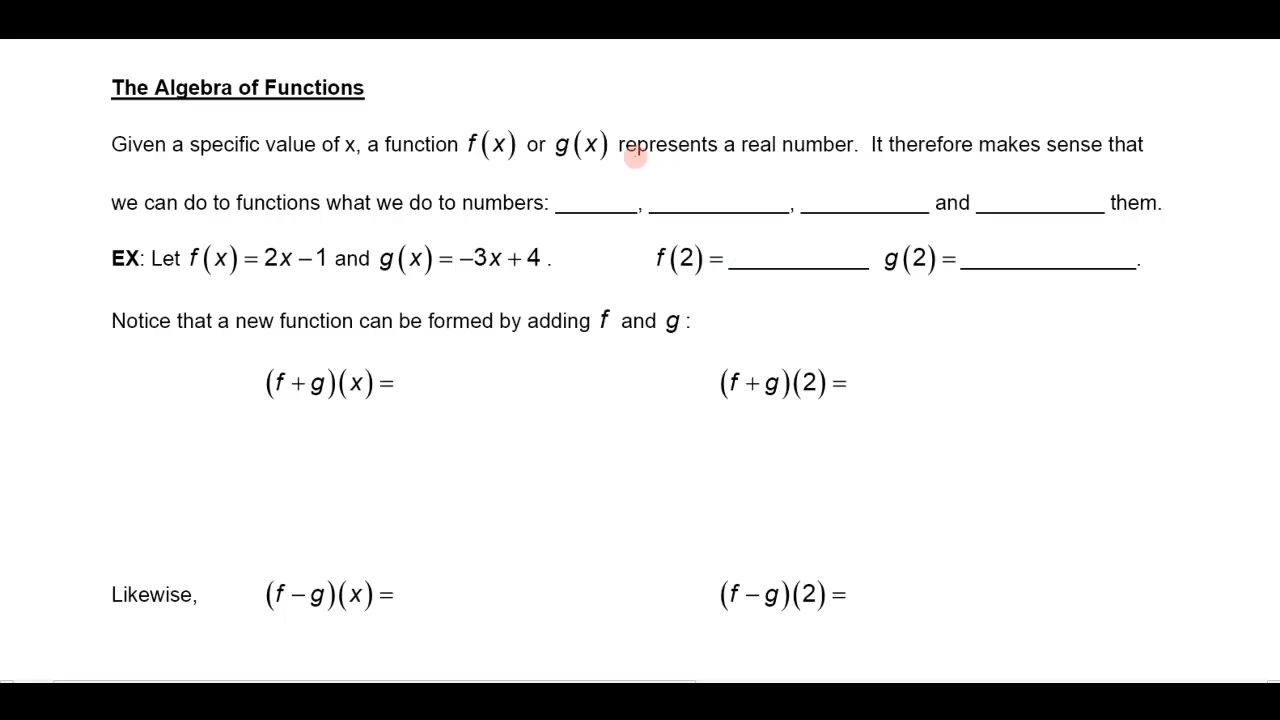 The Algebra of Functions
Given a specific value of x, a function f(x) or g(x) represents a real number. It therefore makes sense that
we can do to functions what we do to numbers: _______, ____________, ___________ and ___________ them.
EX: Let f(x) = 2x − 1 and g(x) = −3x + 4 . f(2) = ____________ g(2) = _______________.
Notice that a new function can be formed by adding f and g :
(f + g)(x) = (f + g)(2) =
Likewise, (f − g)(x) = (f − g)(2) =